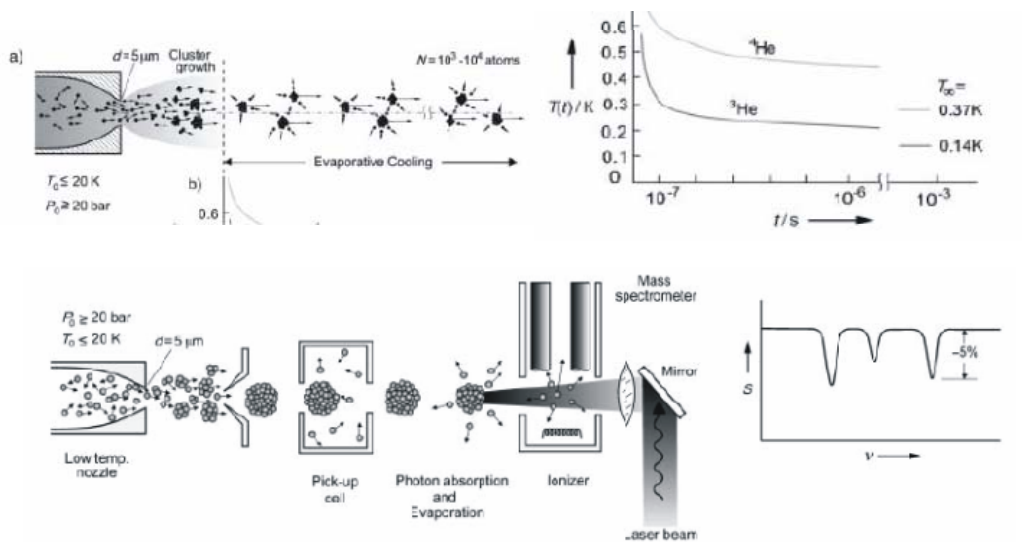 a)
d=5μm
Cluster
growth
N=10³-10⁴ atoms
Evaporative Cooling
T₀≤ 20 K
P₀≥ 20 bar
b)
0.6
0.6
0.5
0.4
0.3
0.2
0.1
0
T(t) / K
⁴He
³He
T∞=
0.37K
0.14K
10⁻⁷
10⁻⁶
10⁻³
t/s
P₀ ≥ 20 bar
T₀ ≤ 20 K
d=5 μm
Low temp.
nozzle
Pick-up
cell
Photon absorption
and
Evaporation
Ionizer
Mass
spectrometer
Mirror
Laser beam
S
~5%
ν